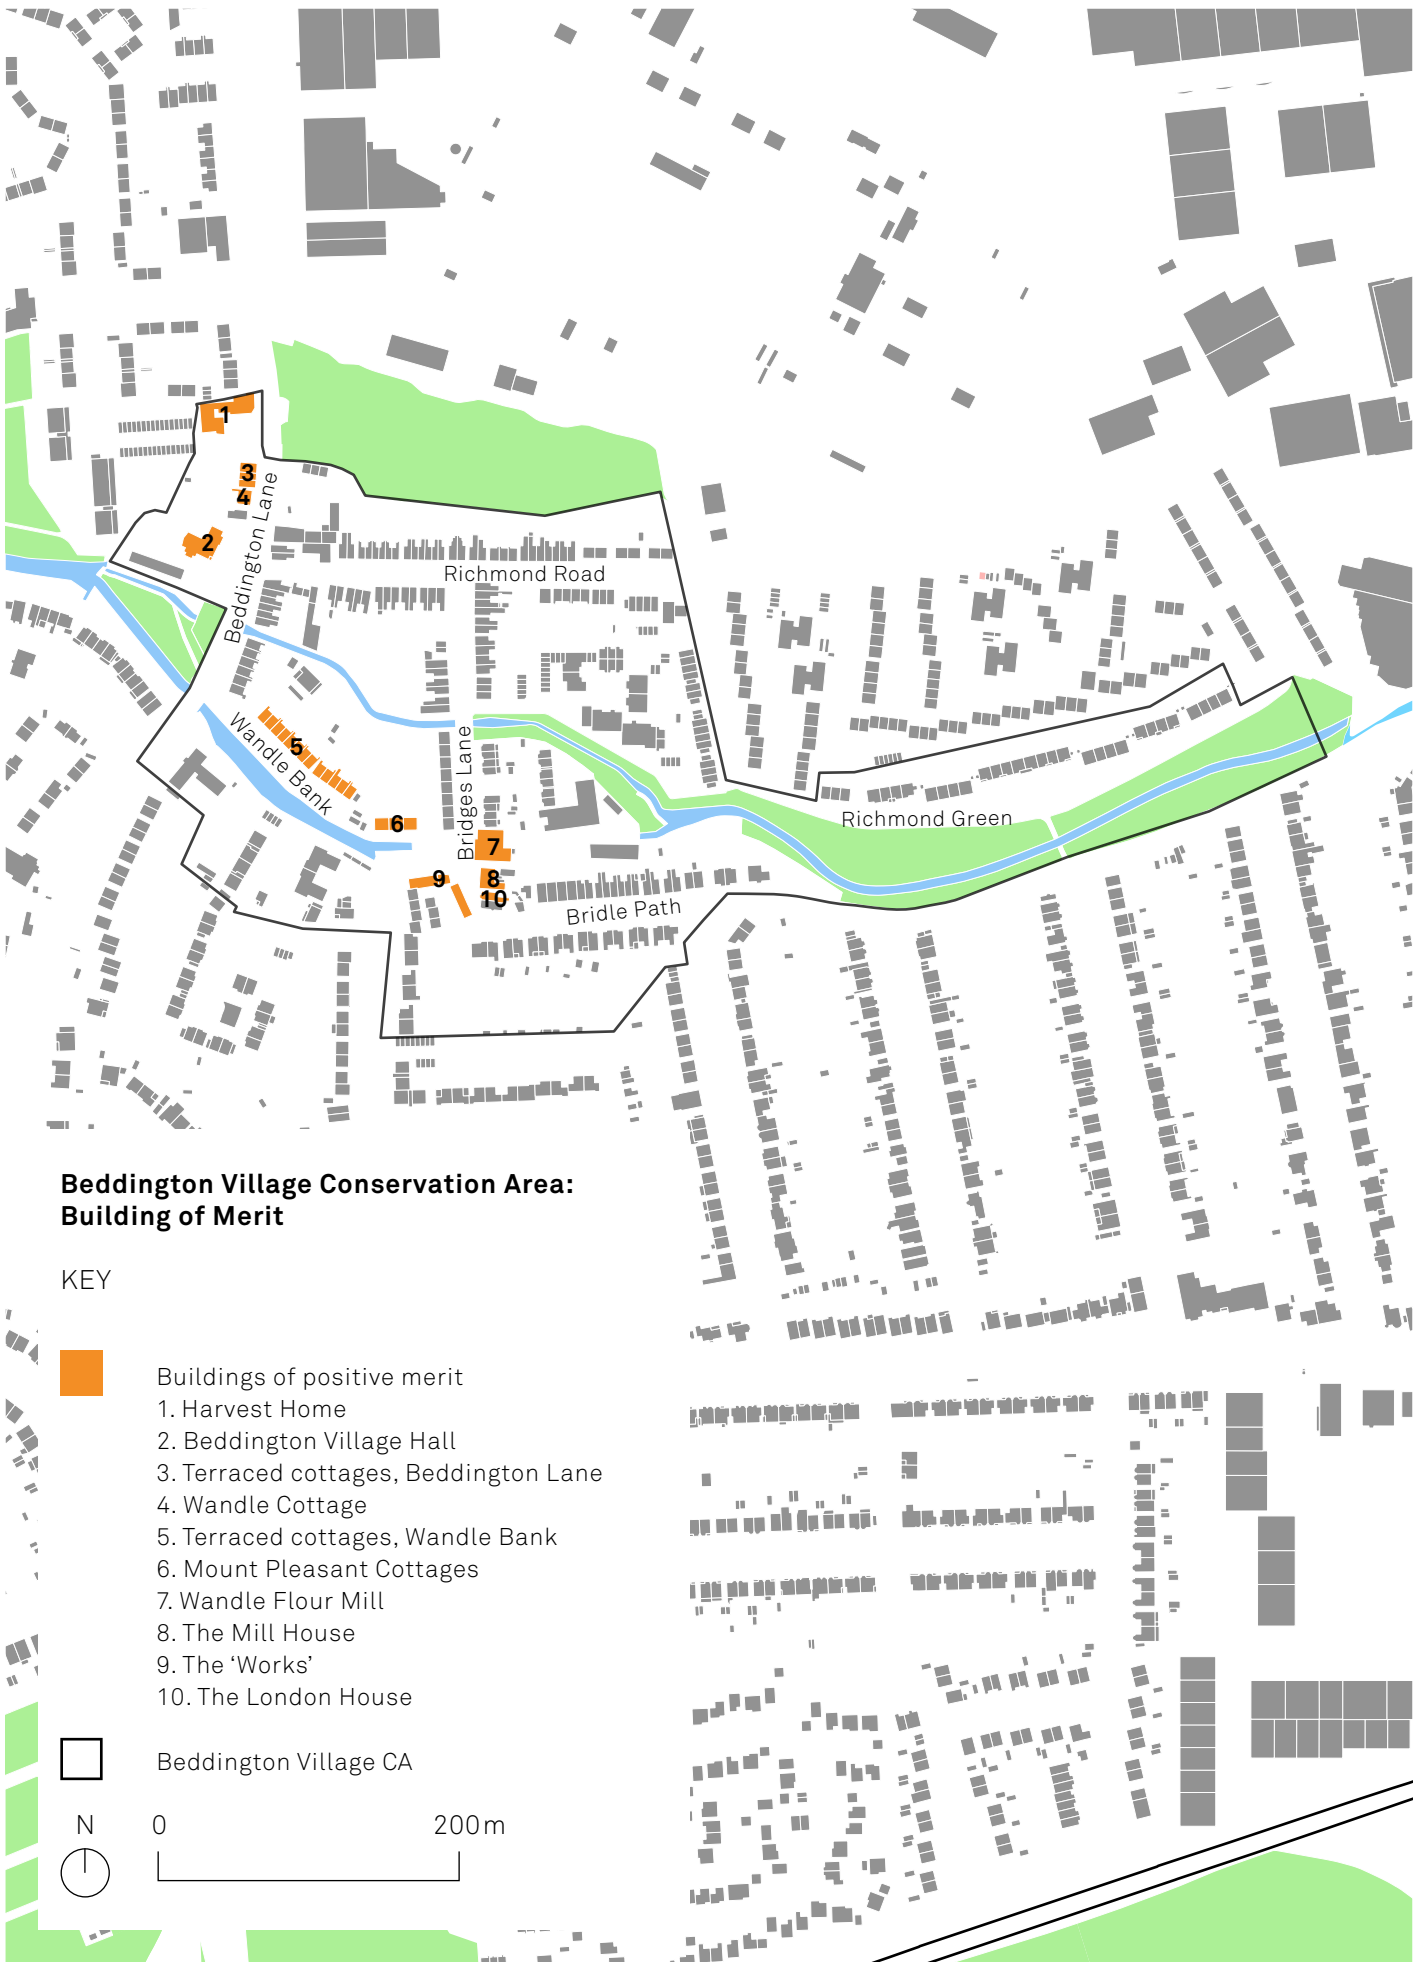 1
3
4
2
Beddington Lane
Richmond Road
Wandle Bank
5
Bridges Lane
6
7
Richmond Green
9
8
10
Bridle Path
Beddington Village Conservation Area:
Building of Merit
KEY
Buildings of positive merit
1. Harvest Home
2. Beddington Village Hall
3. Terraced cottages, Beddington Lane
4. Wandle Cottage
5. Terraced cottages, Wandle Bank
6. Mount Pleasant Cottages
7. Wandle Flour Mill
8. The Mill House
9. The ‘Works’
10. The London House
Beddington Village CA
N 0 200m